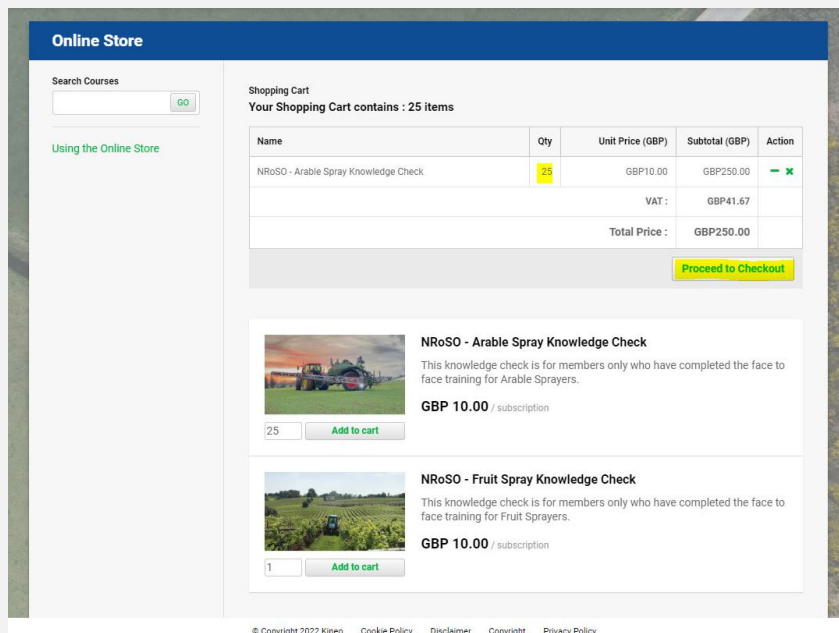 Online Store
Search Courses
GO
Using the Online Store
Shopping Cart
Your Shopping Cart contains : 25 items
Name Qty Unit Price (GBP) Subtotal (GBP) Action
NRoSO - Arable Spray Knowledge Check 25 GBP10.00 GBP250.00
VAT : GBP41.67
Total Price : GBP250.00
Proceed to Checkout
NRoSO - Arable Spray Knowledge Check
This knowledge check is for members only who have completed the face to
face training for Arable Sprayers.
GBP 10.00 / subscription
25 Add to cart
NRoSO - Fruit Spray Knowledge Check
This knowledge check is for members only who have completed the face to
face training for Fruit Sprayers.
GBP 10.00 / subscription
1 Add to cart
© Copyright 2022 Kineo Cookie Policy Disclaimer Copyright Privacy Policy